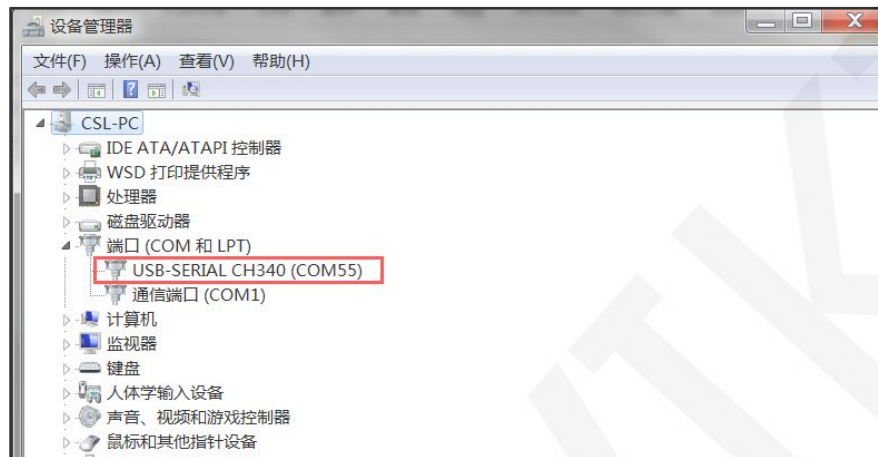 设备管理器
文件(F) 操作(A) 查看(V) 帮助(H)
CSL-PC
IDE ATA/ATAPI 控制器
WSD 打印提供程序
处理器
磁盘驱动器
端口 (COM 和 LPT)
USB-SERIAL CH340 (COM55)
通信端口 (COM1)
计算机
监视器
键盘
人体学输入设备
声音、视频和游戏控制器
鼠标和其他指针设备